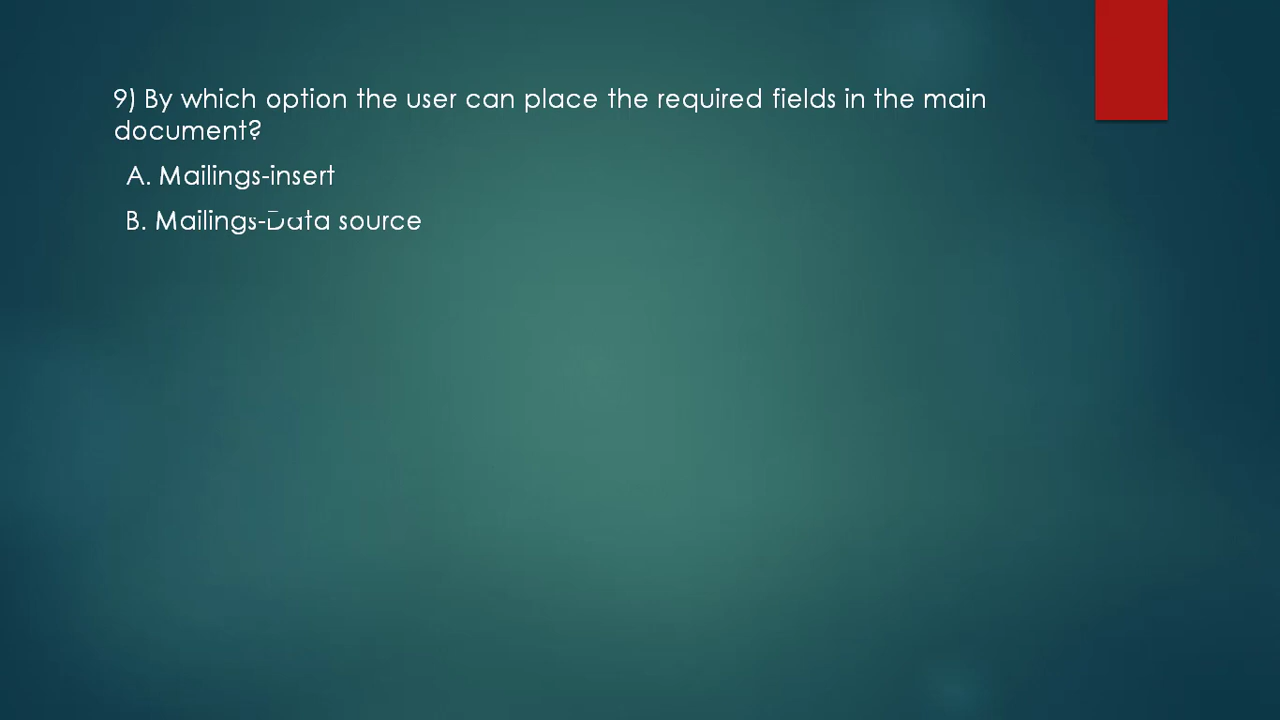 9) By which option the user can place the required fields in the main
document?
A. Mailings-insert
B. Mailings-Data source